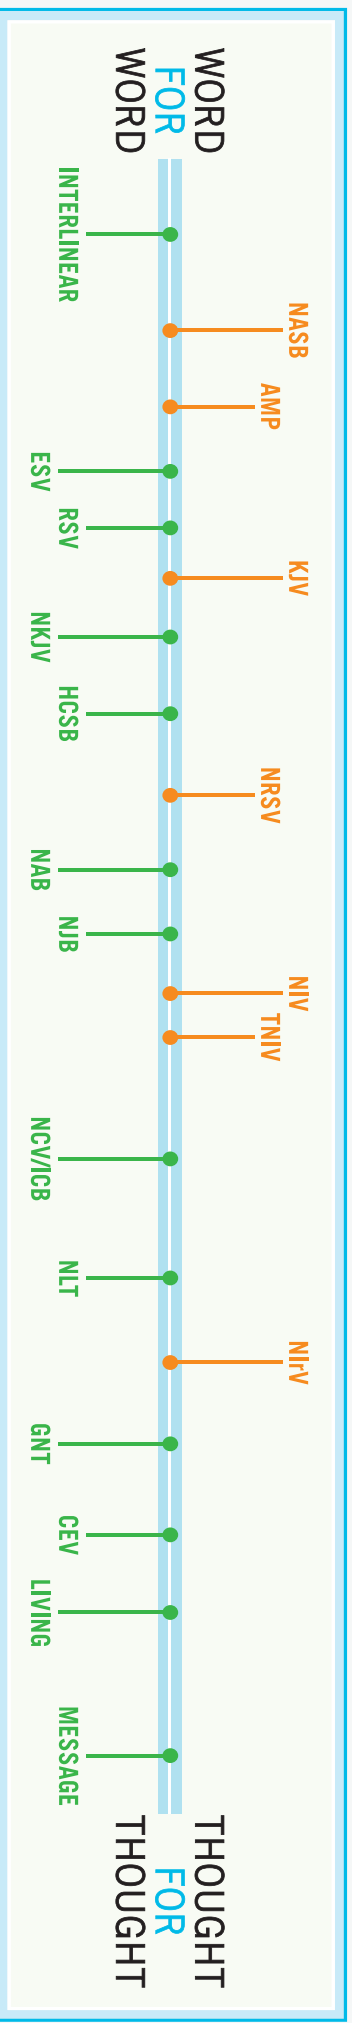 WORD
FOR
WORD
INTERLINEAR
NASB
AMP
ESV
RSV
KJV
NKJV
HCSB
NRSV
NAB
NJB
NIV
TNIV
NCV/ICB
NLT
NIrV
GNT
CEV
LIVING
MESSAGE
THOUGHT
FOR
THOUGHT